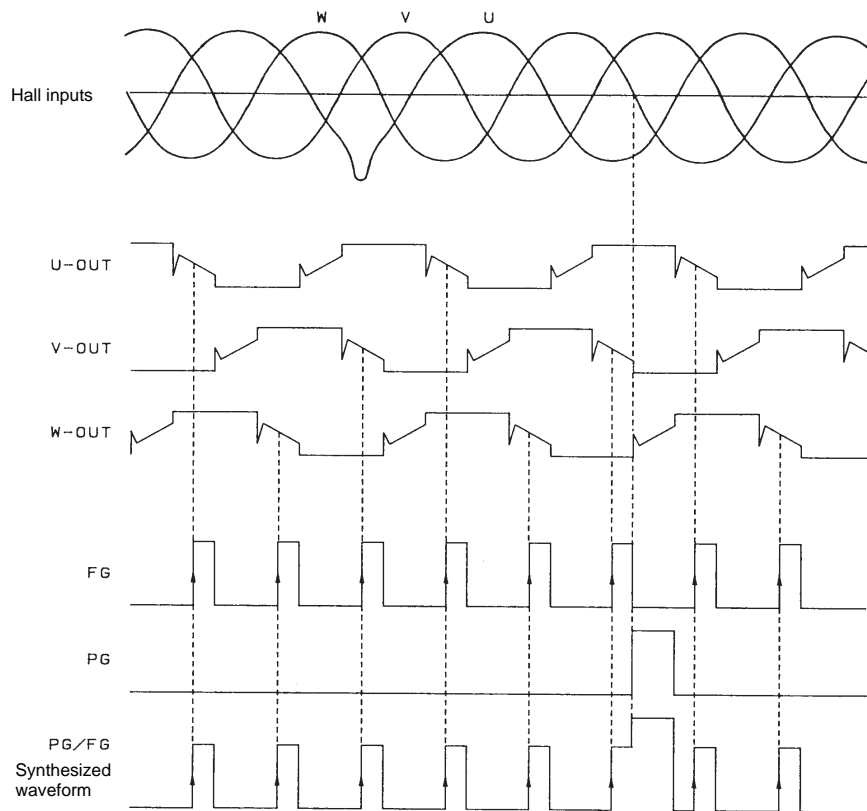 W V U
Hall inputs
U-OUT
V-OUT
W-OUT
FG
PG
PG/FG
Synthesized
waveform